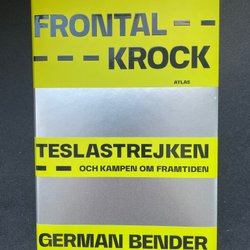 FRONTAL
KROCK
ATLAS
TESLASTREJKEN
OCH KAMPEN OM FRAMTIDEN
GERMAN BENDER